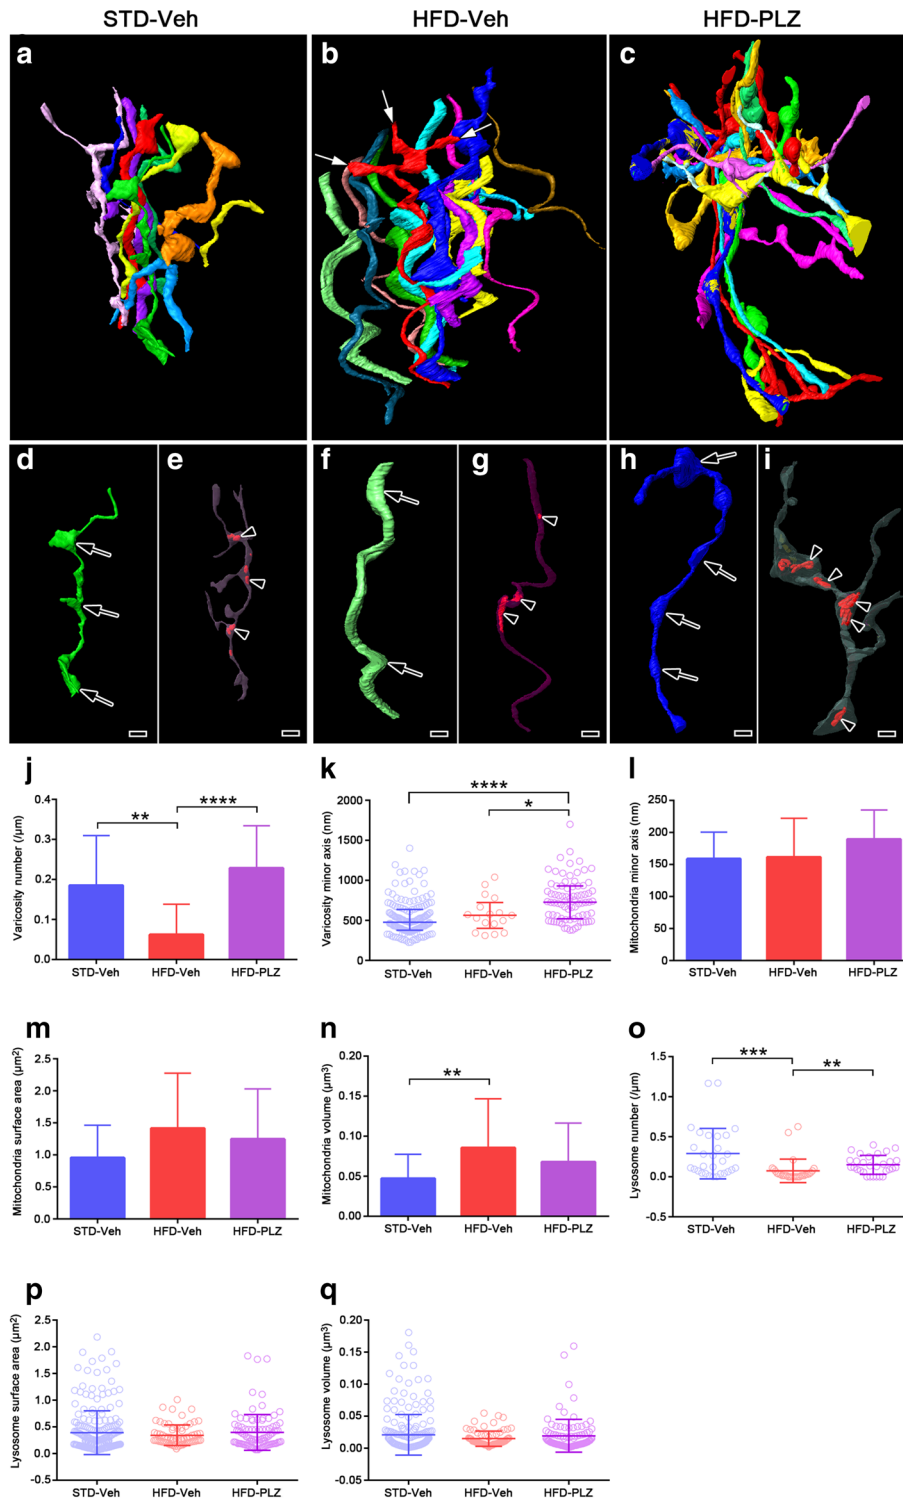 STD-Veh HFD-Veh HFD-PLZ
a b c
d e f g h i
j
Varicosity number (/μm)
0.4
0.3
0.2
0.1
0.0
** ****
STD-Veh HFD-Veh HFD-PLZ
k
Varicosity minor axis (nm)
2000
1500
1000
500
0
****
*
STD-Veh HFD-Veh HFD-PLZ
l
Mitochondria minor axis (nm)
250
200
150
100
50
0
STD-Veh HFD-Veh HFD-PLZ
m
Mitochondria surface area (μm²)
2.5
2.0
1.5
1.0
0.5
0.0
STD-Veh HFD-Veh HFD-PLZ
n
Mitochondria volume (μm³)
0.20
0.15
0.10
0.05
0.00
**
STD-Veh HFD-Veh HFD-PLZ
o
Lysosome number (/μm)
1.5
1.0
0.5
0.0
-0.5
*** **
STD-Veh HFD-Veh HFD-PLZ
p
Lysosome surface area (μm²)
2.5
2.0
1.5
1.0
0.5
0.0
-0.5
STD-Veh HFD-Veh HFD-PLZ
q
Lysosome volume (μm³)
0.20
0.15
0.10
0.05
0.00
-0.05
STD-Veh HFD-Veh HFD-PLZ